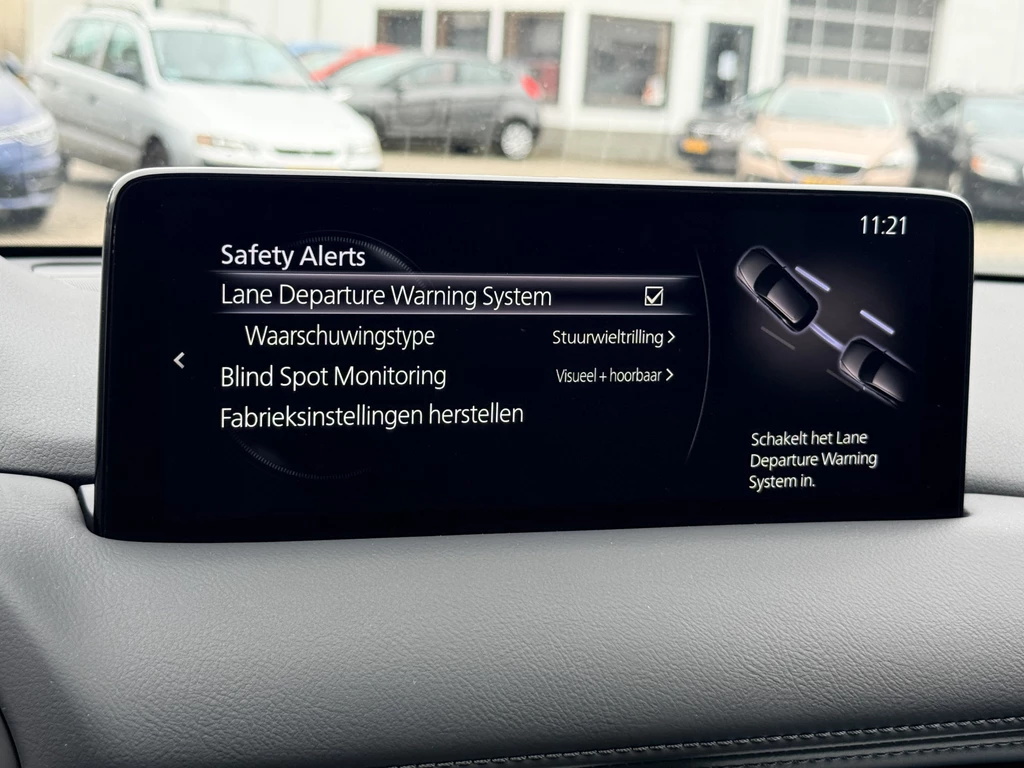 11:21
Safety Alerts
Lane Departure Warning System
Waarschuwingstype Stuurwieltrilling >
Blind Spot Monitoring Visueel + hoorbaar >
Fabrieksinstellingen herstellen
Schakelt het Lane
Departure Warning
System in.